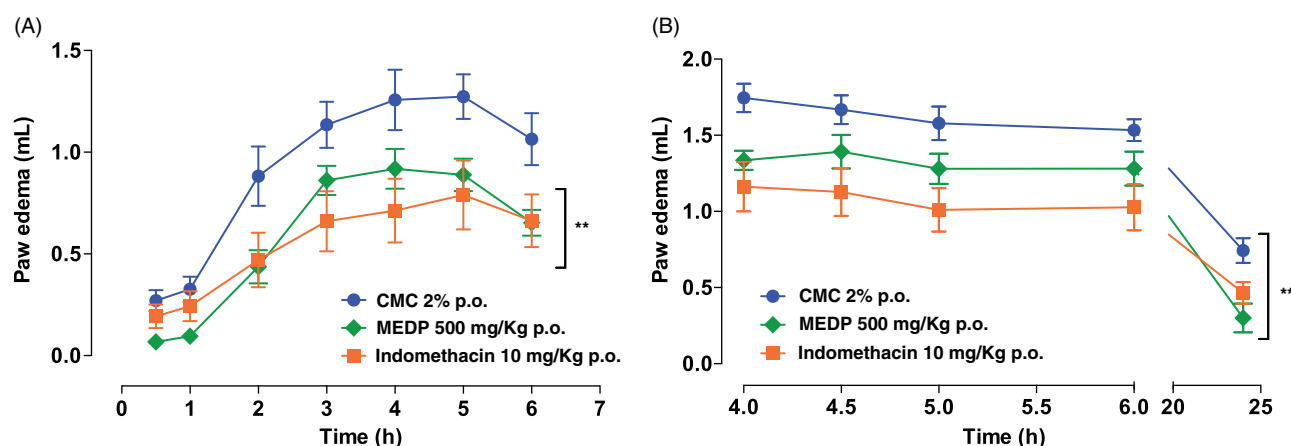 (A)
Paw edema (mL)
1.5
1.0
0.5
0.0
0 1 2 3 4 5 6 7
Time (h)
CMC 2% p.o.
MEDP 500 mg/Kg p.o.
Indomethacin 10 mg/Kg p.o.
**
(B)
Paw edema (mL)
2.0
1.5
1.0
0.5
0.0
4.0 4.5 5.0 5.5 6.0 20 25
Time (h)
CMC 2% p.o.
MEDP 500 mg/Kg p.o.
Indomethacin 10 mg/Kg p.o.
**